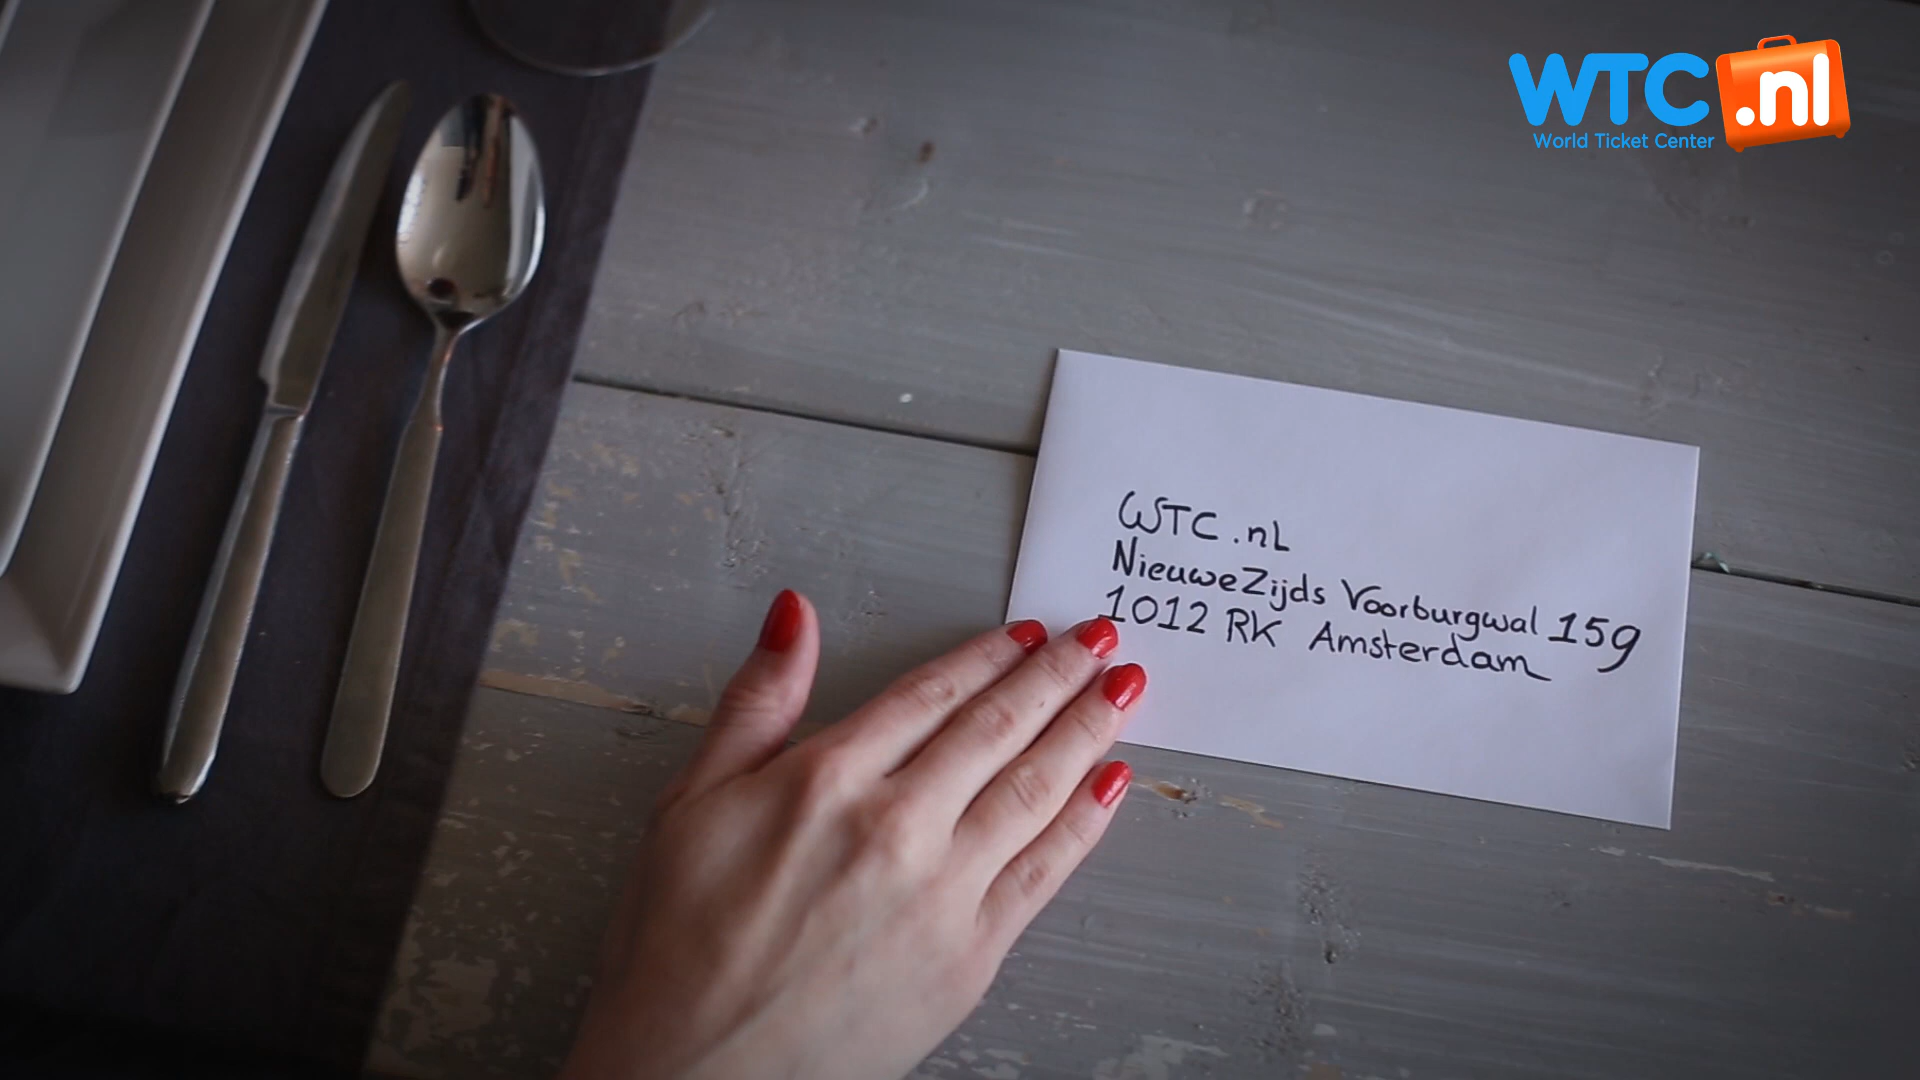 WTC.nl
World Ticket Center
WTC.nL
NieuweZijds Voorburgwal 159
1012 RK Amsterdam